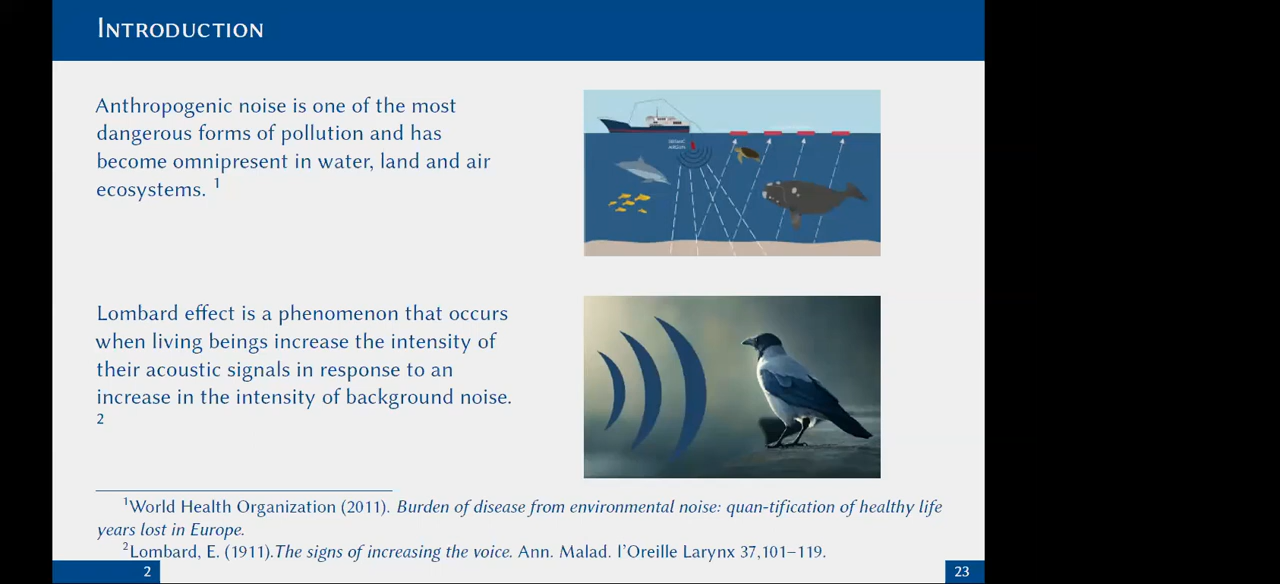 INTRODUCTION
Anthropogenic noise is one of the most
dangerous forms of pollution and has
become omnipresent in water, land and air
ecosystems. 1
SEISMIC
AIRGUN
Lombard effect is a phenomenon that occurs
when living beings increase the intensity of
their acoustic signals in response to an
increase in the intensity of background noise.
2
1World Health Organization (2011). Burden of disease from environmental noise: quan-tification of healthy life
years lost in Europe.
2Lombard, E. (1911).The signs of increasing the voice. Ann. Malad. l'Oreille Larynx 37,101–119.
2
23